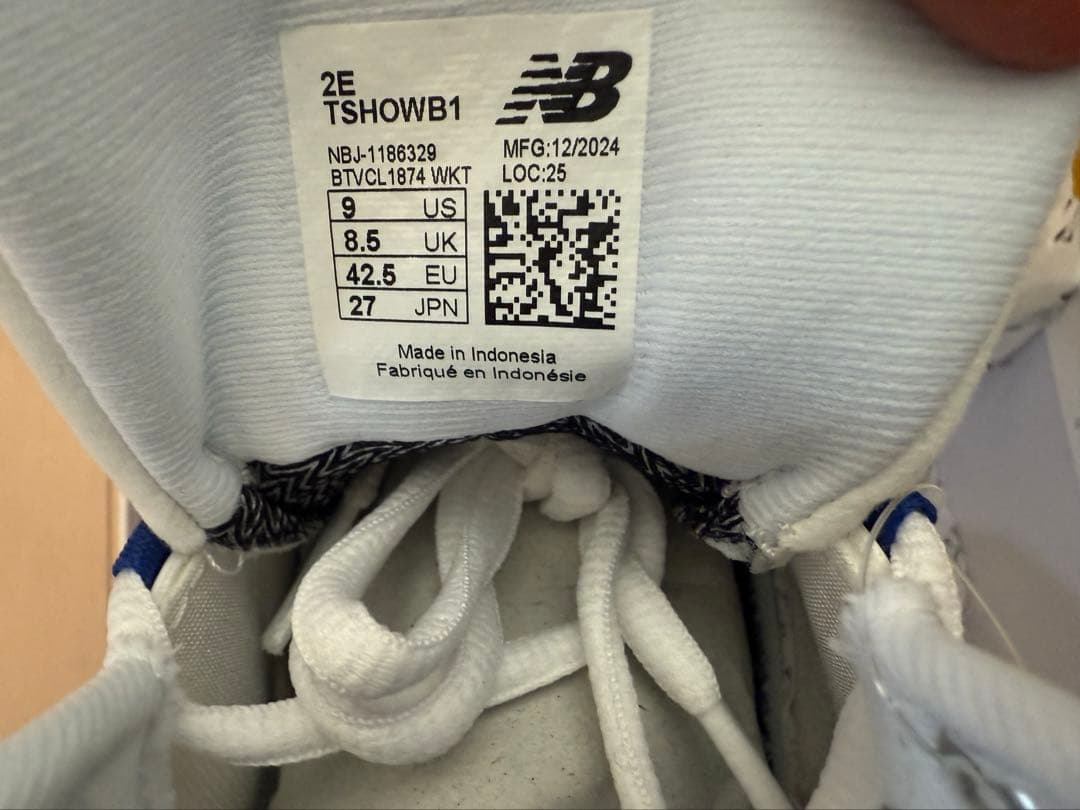 2E
TSHOWB1
NB
NBJ-1186329
BTVCL1874 WKT
MFG:12/2024
LOC:25
9 US
8.5 UK
42.5 EU
27 JPN
Made in Indonesia
Fabriqué en Indonésie